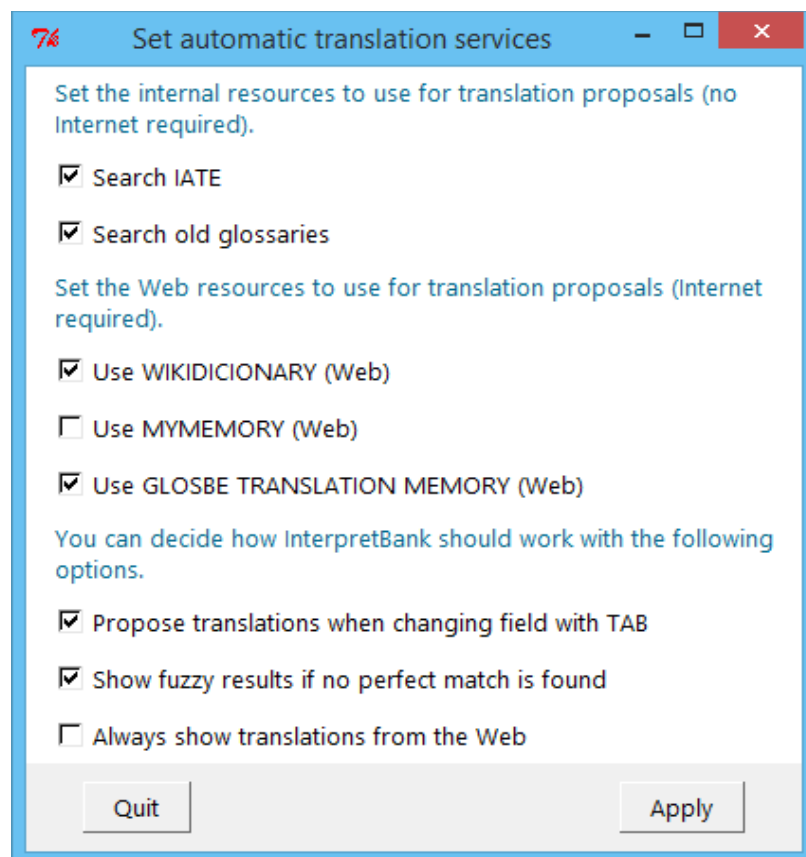 Set automatic translation services
Set the internal resources to use for translation proposals (no
Internet required).
Search IATE
Search old glossaries
Set the Web resources to use for translation proposals (Internet
required).
Use WIKIDICIONARY (Web)
Use MYMEMORY (Web)
Use GLOSBE TRANSLATION MEMORY (Web)
You can decide how InterpretBank should work with the following
options.
Propose translations when changing field with TAB
Show fuzzy results if no perfect match is found
Always show translations from the Web
Quit
Apply